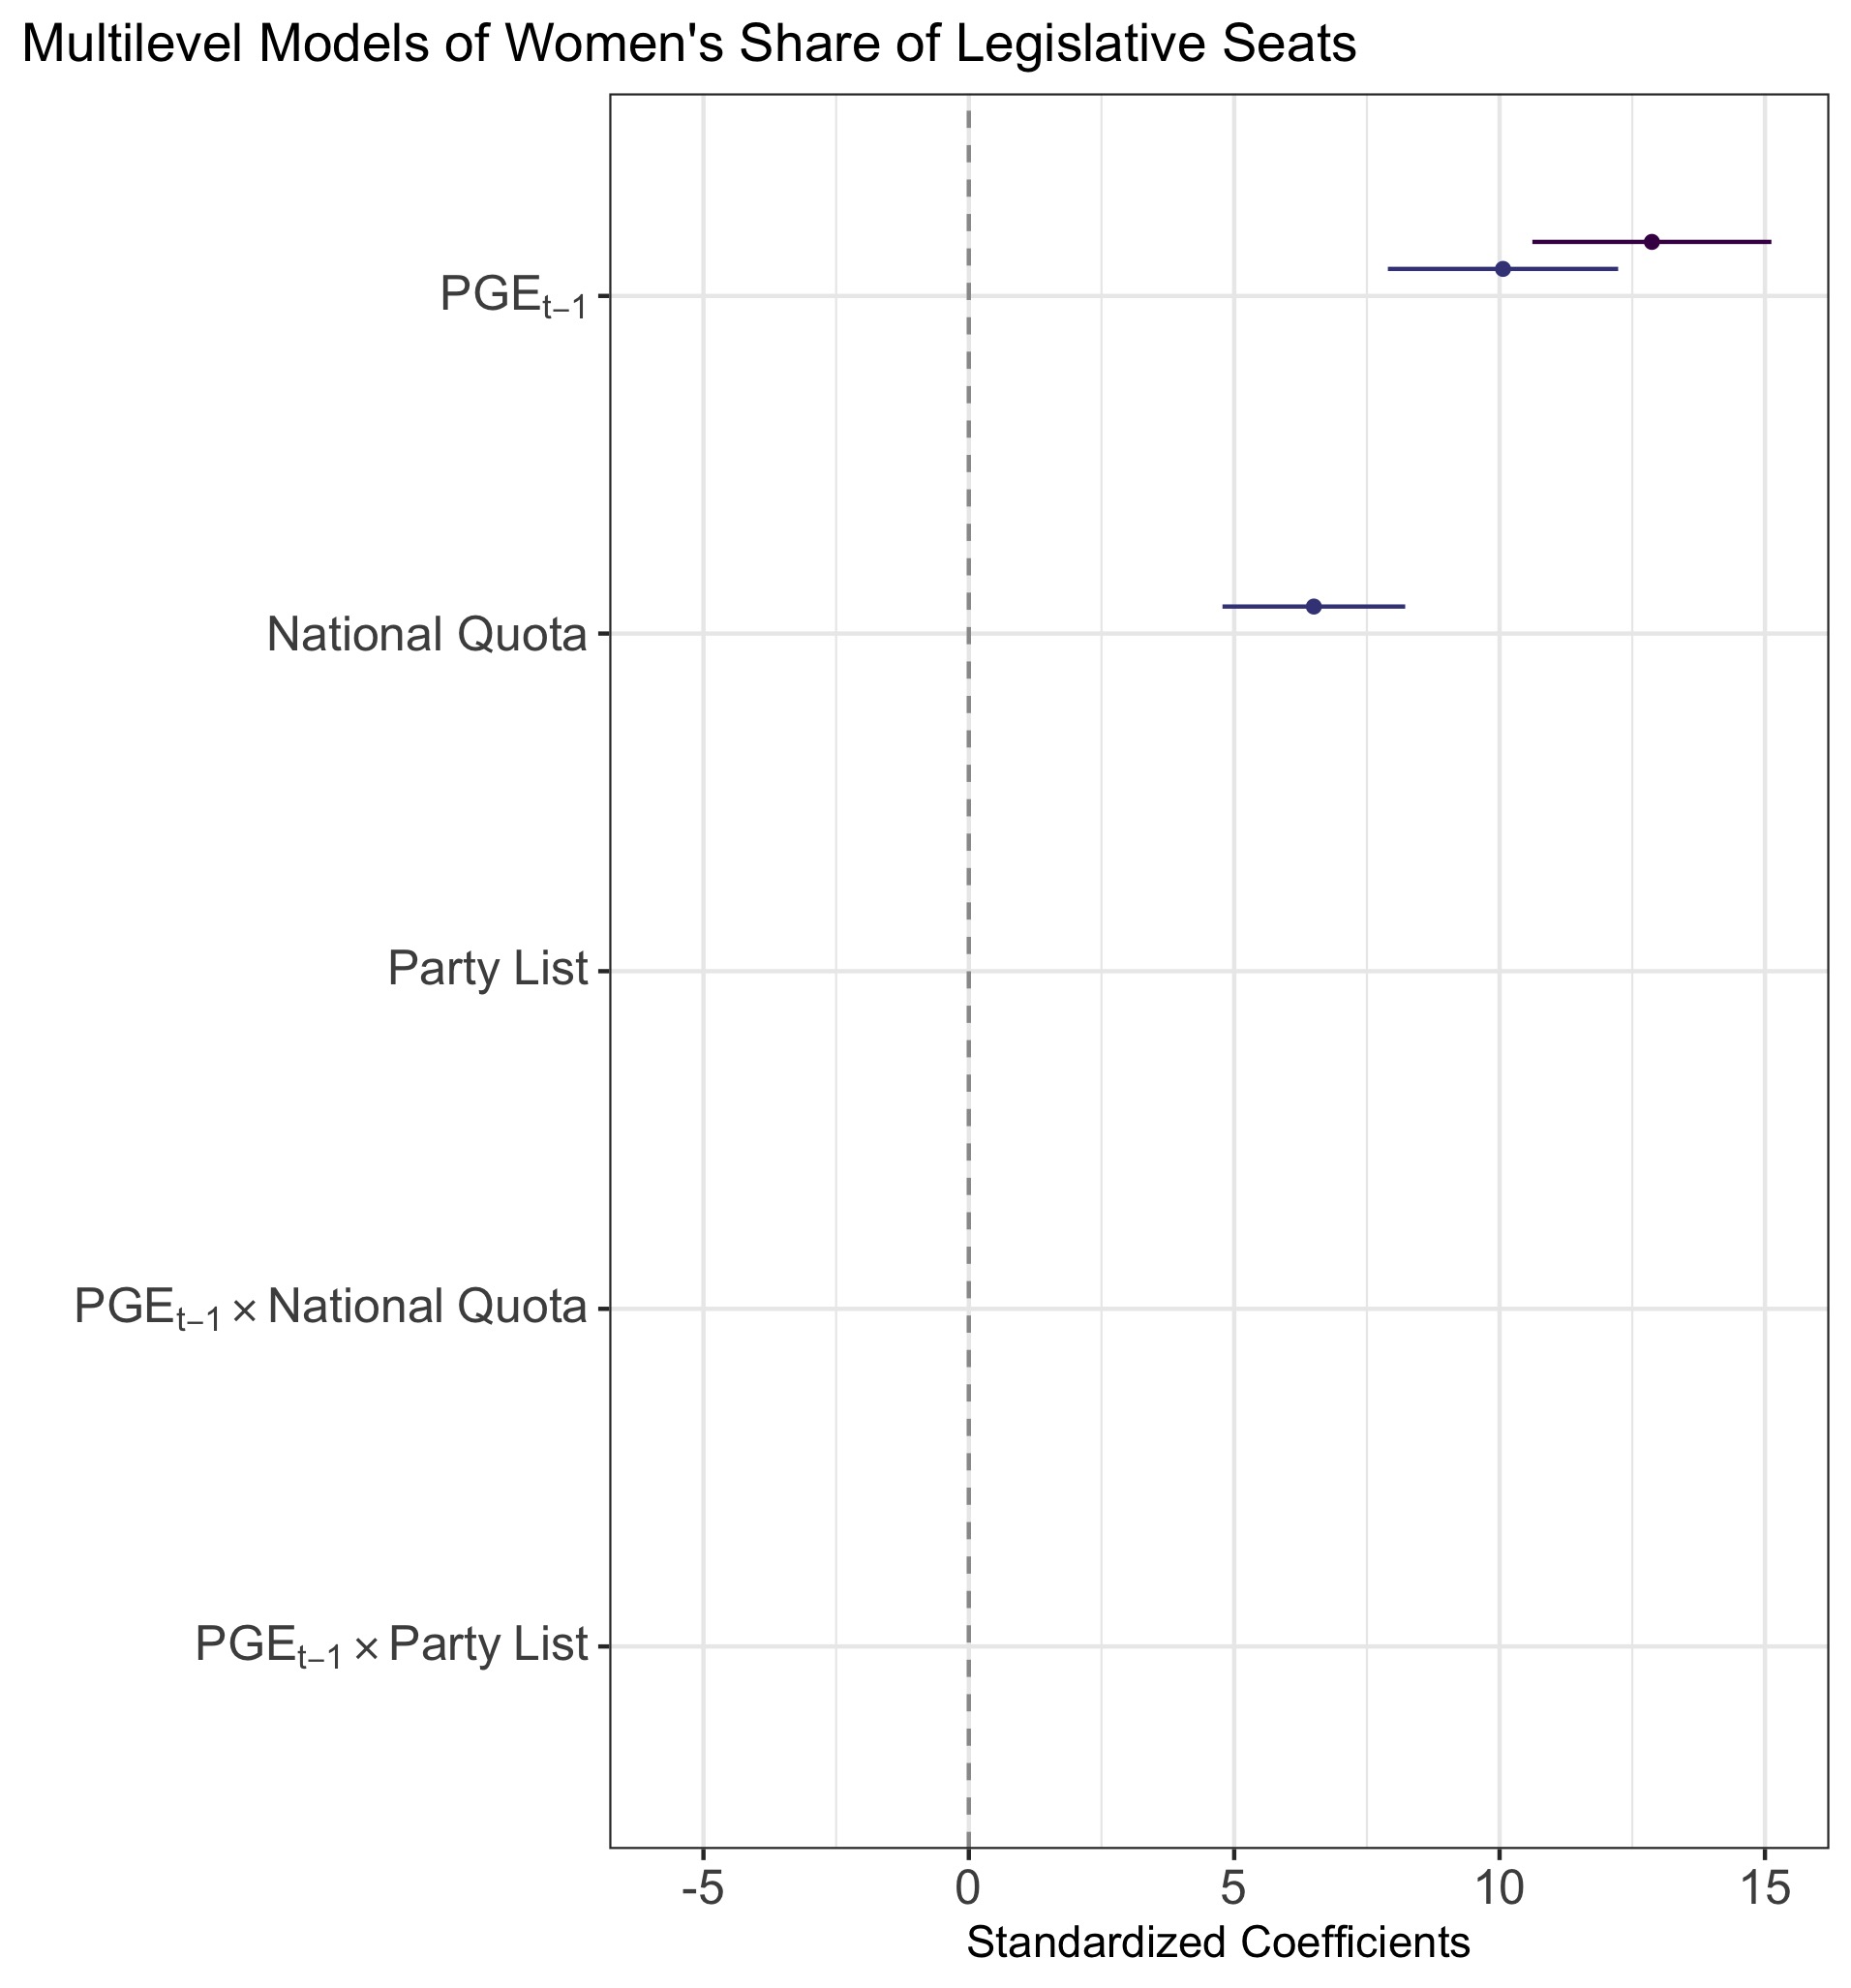 Multilevel Models of Women's Share of Legislative Seats
PGEt−1
National Quota
Party List
PGEt−1 × National Quota
PGEt−1 × Party List
-5 0 5 10 15
Standardized Coefficients